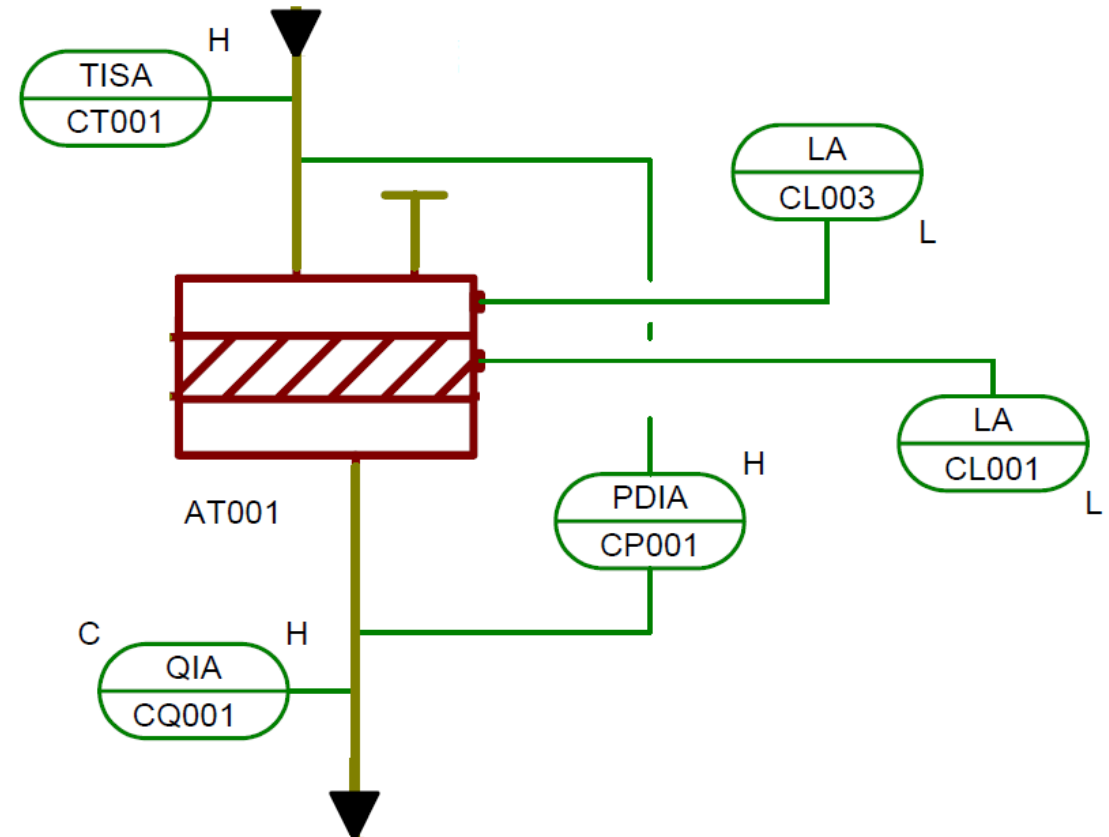 H
TISA
CT001
LA
CL003
L
LA
CL001
L
AT001
H
PDIA
CP001
C
H
QIA
CQ001